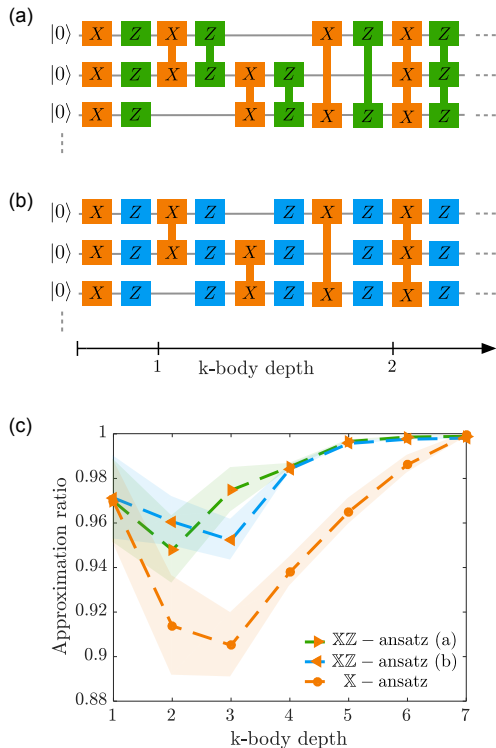 (a)
|0⟩ X Z X Z X Z X Z
|0⟩ X Z X Z X Z X Z
|0⟩ X Z X Z X Z X Z
(b)
|0⟩ X Z X Z Z X Z X Z
|0⟩ X Z X Z X Z Z X Z
|0⟩ X Z Z X Z X Z X Z
1 2
k-body depth
(c)
Approximation ratio
1
0.98
0.96
0.94
0.92
0.9
0.88
𝕏ℤ − ansatz (a)
𝕏ℤ − ansatz (b)
𝕏 − ansatz
1 2 3 4 5 6 7
k-body depth